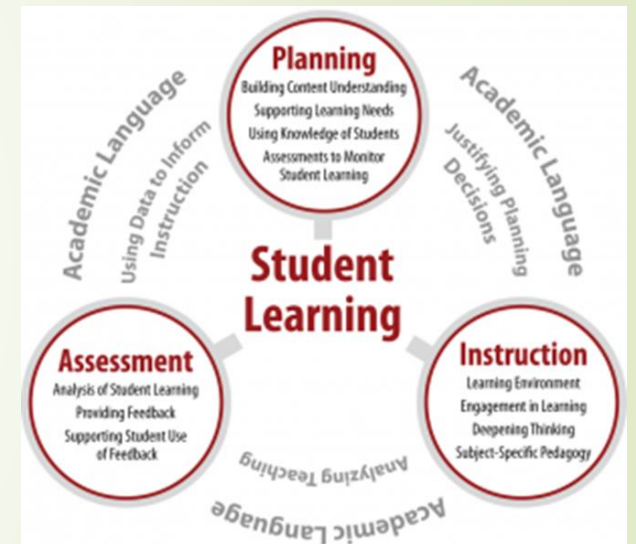 Planning
Building Content Understanding
Supporting Learning Needs
Using Knowledge of Students
Assessments to Monitor
Student Learning
Academic Language
Using Data to Inform
Instruction
Academic Language
Justifying Planning
Decisions
Student
Learning
Assessment
Analysis of Student Learning
Providing Feedback
Supporting Student Use
of Feedback
Instruction
Learning Environment
Engagement in Learning
Deepening Thinking
Subject-Specific Pedagogy
Analyzing Teaching
Academic Language